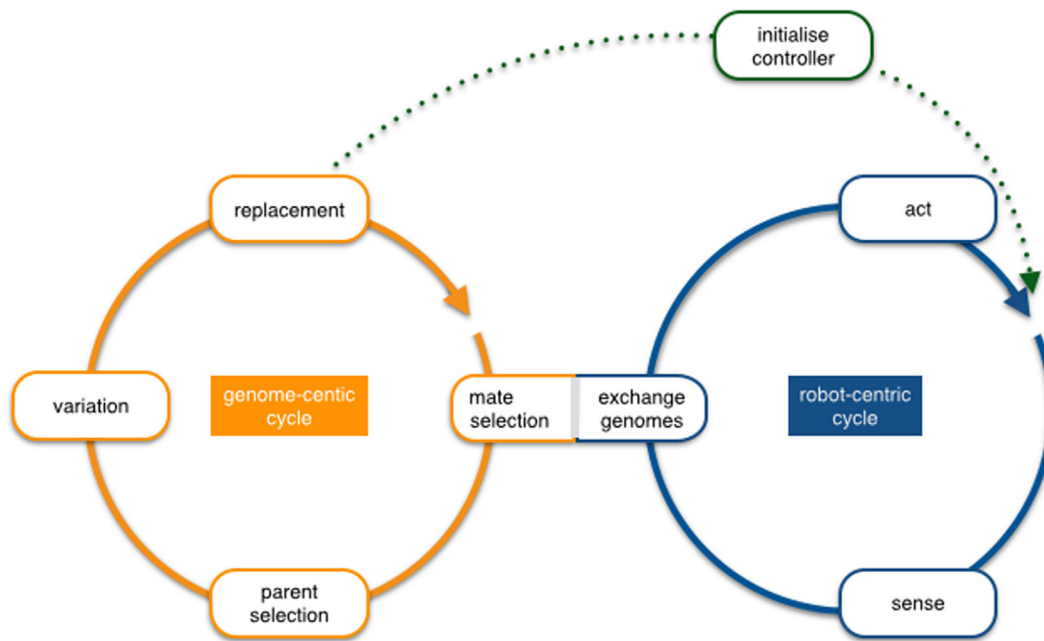 initialise
controller
replacement
act
variation
genome-centic
cycle
mate
selection
exchange
genomes
robot-centric
cycle
parent
selection
sense